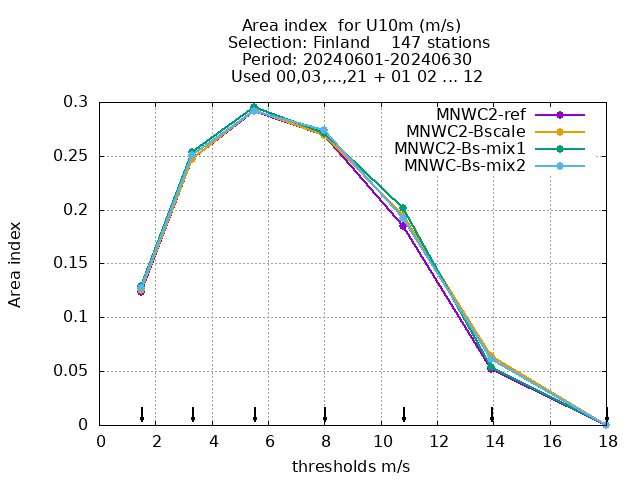 Area index  for U10m (m/s)
Selection: Finland    147 stations
Period: 20240601-20240630
Used 00,03,...,21 + 01 02 ... 12
MNWC2-ref
MNWC2-Bscale
MNWC2-Bs-mix1
MNWC-Bs-mix2
Area index
0.3
0.25
0.2
0.15
0.1
0.05
0
0 2 4 6 8 10 12 14 16 18
thresholds m/s